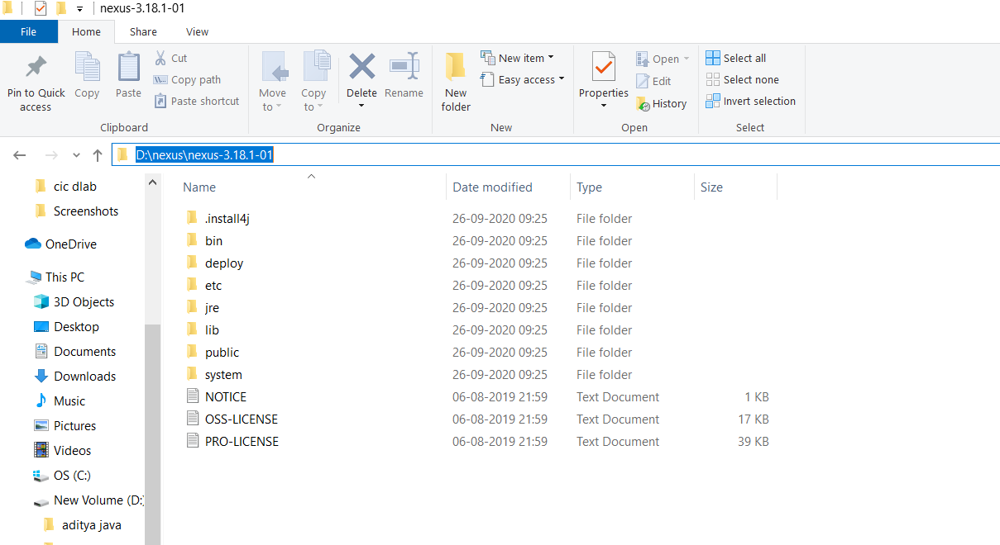 nexus-3.18.1-01
File Home Share View
Pin to Quick access
Copy
Paste
Cut
Copy path
Paste shortcut
Clipboard
Move to
Copy to
Delete
Rename
Organize
New folder
New item
Easy access
New
Properties
Open
Edit
History
Open
Select all
Select none
Invert selection
Select
D:\nexus\nexus-3.18.1-01
cic dlab
Screenshots
OneDrive
This PC
3D Objects
Desktop
Documents
Downloads
Music
Pictures
Videos
OS (C:)
New Volume (D:)
aditya java
Name Date modified Type Size
.install4j 26-09-2020 09:25 File folder
bin 26-09-2020 09:25 File folder
deploy 26-09-2020 09:25 File folder
etc 26-09-2020 09:25 File folder
jre 26-09-2020 09:25 File folder
lib 26-09-2020 09:25 File folder
public 26-09-2020 09:25 File folder
system 26-09-2020 09:25 File folder
NOTICE 06-08-2019 21:59 Text Document 1 KB
OSS-LICENSE 06-08-2019 21:59 Text Document 17 KB
PRO-LICENSE 06-08-2019 21:59 Text Document 39 KB